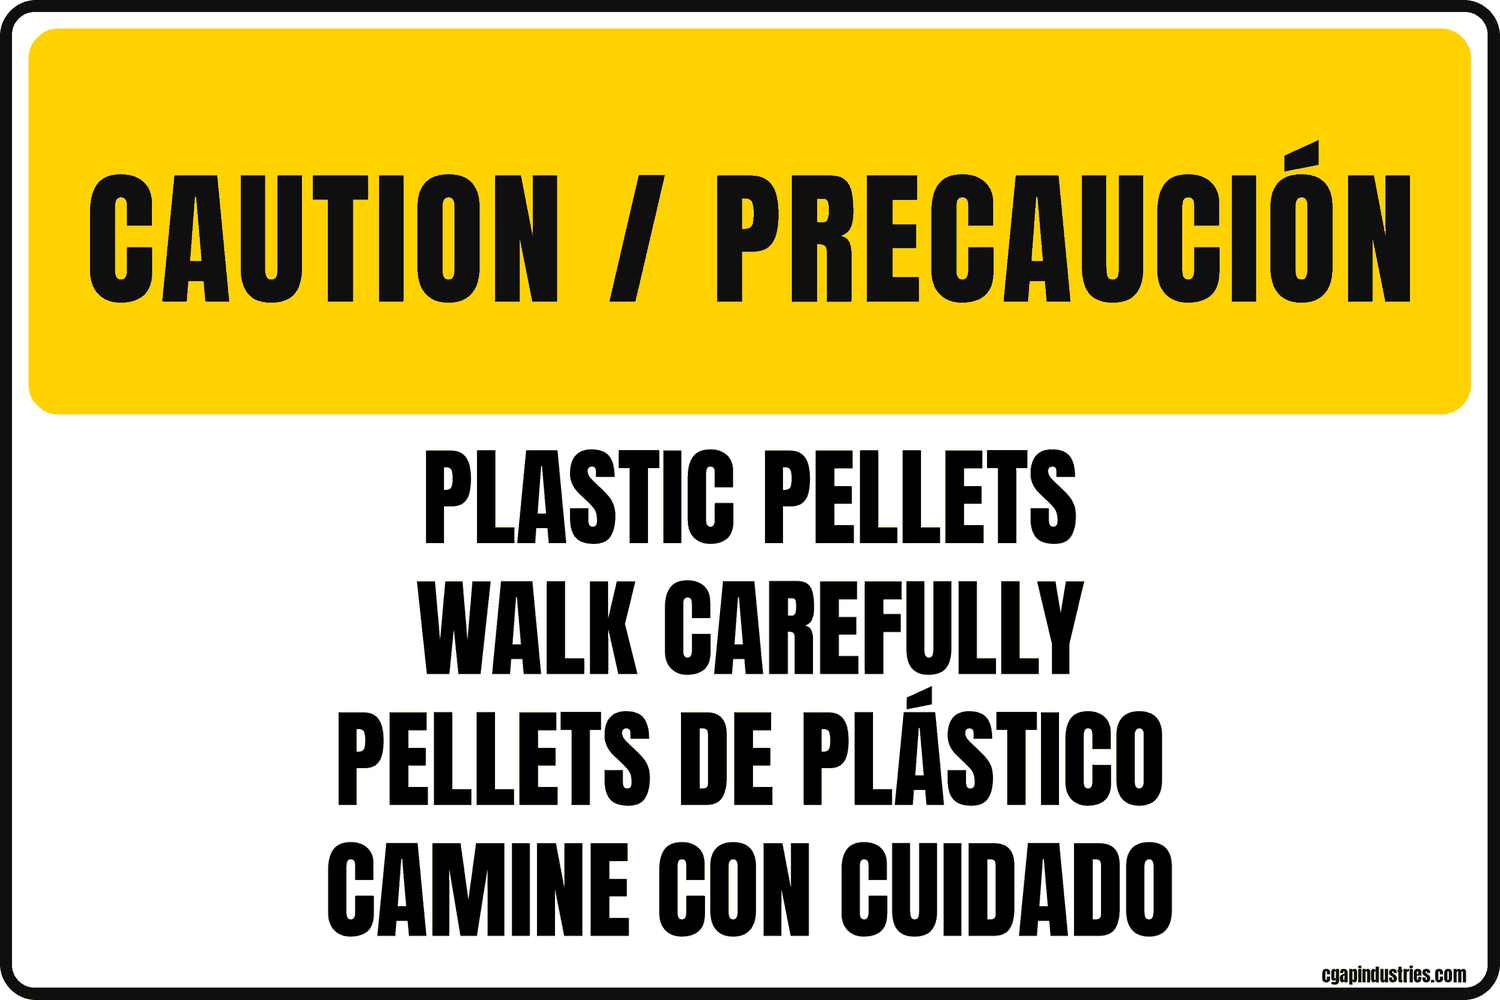 CAUTION / PRECAUCIÓN
PLASTIC PELLETS
WALK CAREFULLY
PELLETS DE PLÁSTICO
CAMINE CON CUIDADO
cgapindustries.com